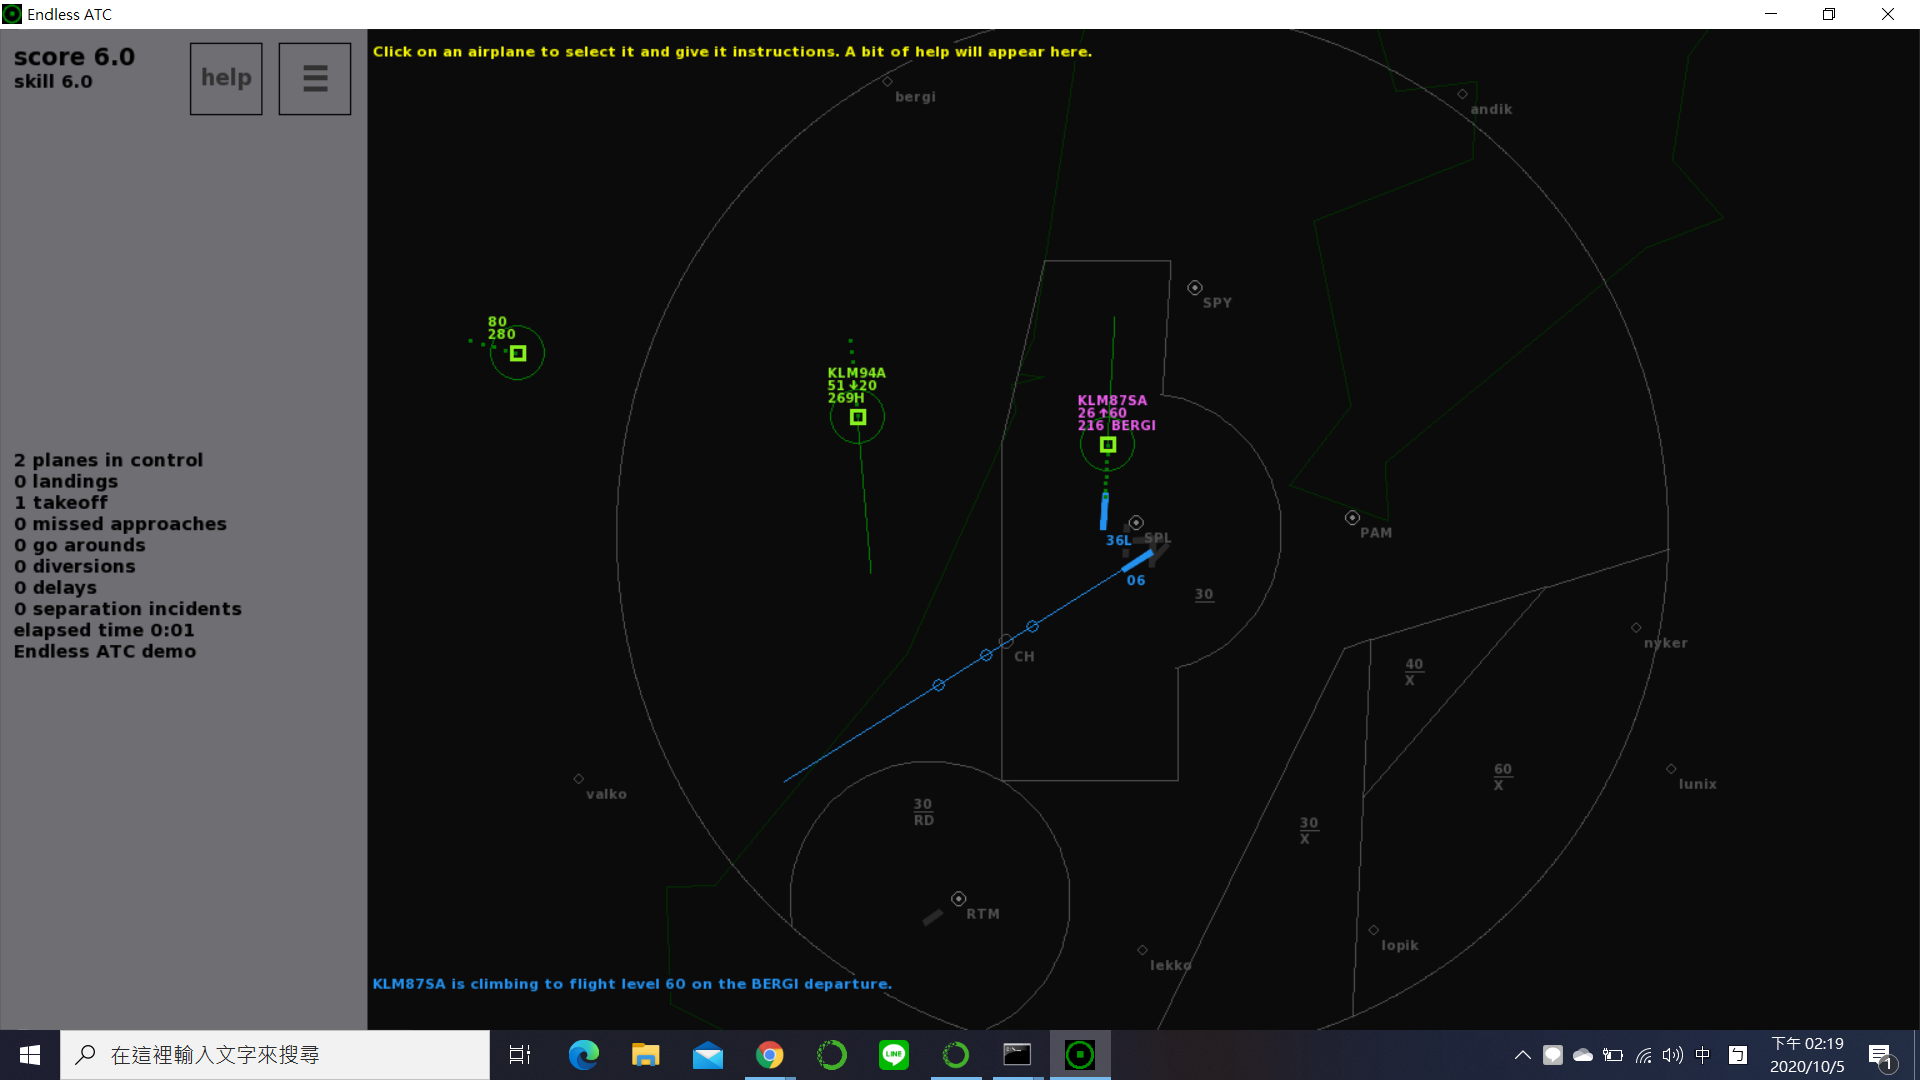 Endless ATC
score 6.0
skill 6.0
help
Click on an airplane to select it and give it instructions. A bit of help will appear here.
bergi
andik
SPY
80
280
KLM94A
51 ↓20
269H
KLM87SA
26 ↑60
216 BERGI
2 planes in control
0 landings
1 takeoff
0 missed approaches
0 go arounds
0 diversions
0 delays
0 separation incidents
elapsed time 0:01
Endless ATC demo
36L
SPL
PAM
06
30
CH
nyker
40
X
60
X
lunix
valko
30
RD
30
X
RTM
lopik
lekko
KLM87SA is climbing to flight level 60 on the BERGI departure.
在這裡輸入文字來搜尋
LINE
中
ㄅ
下午 02:19
2020/10/5
1